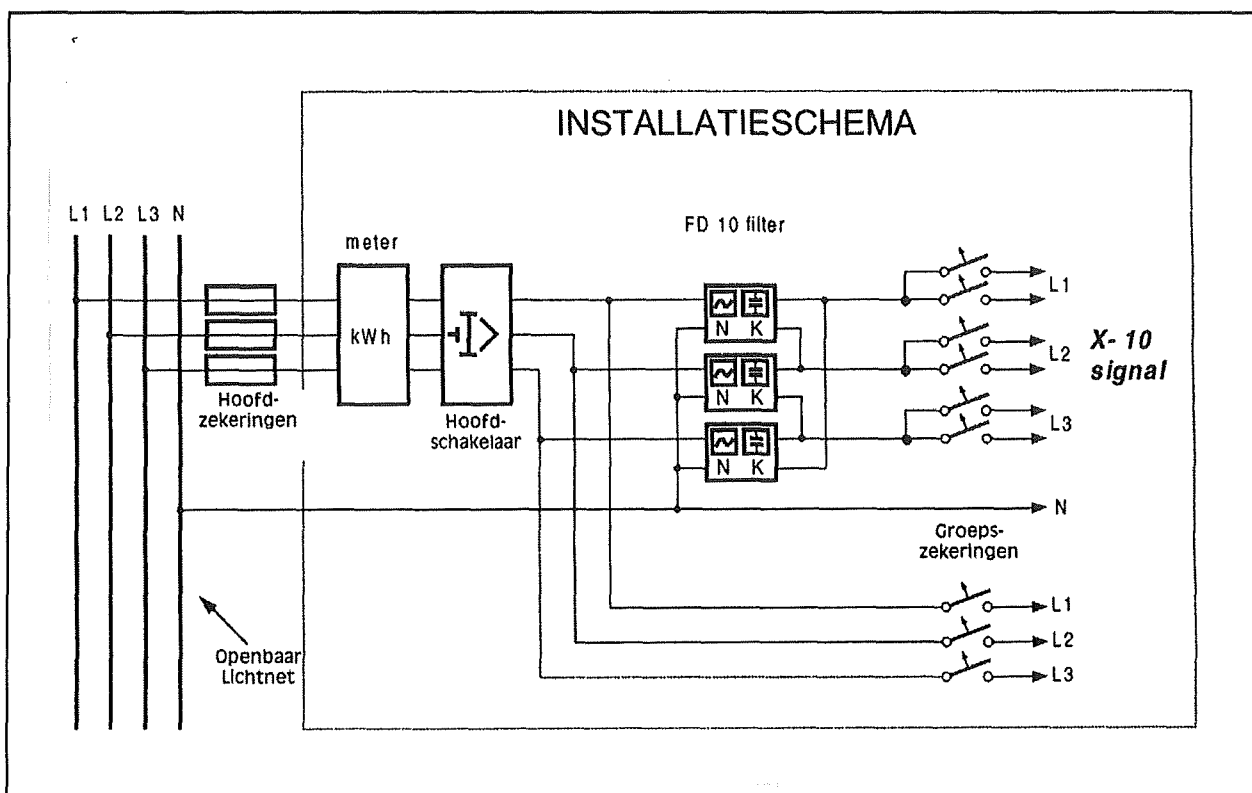 INSTALLATIESCHEMA
L1 L2 L3 N
meter
FD 10 filter
kWh
Hoofd-
zekeringen
Hoofd-
schakelaar
N K
N K
N K
L1
L2
L3
X-10
signal
N
Groeps-
zekeringen
L1
L2
L3
Openbaar
Lichtnet